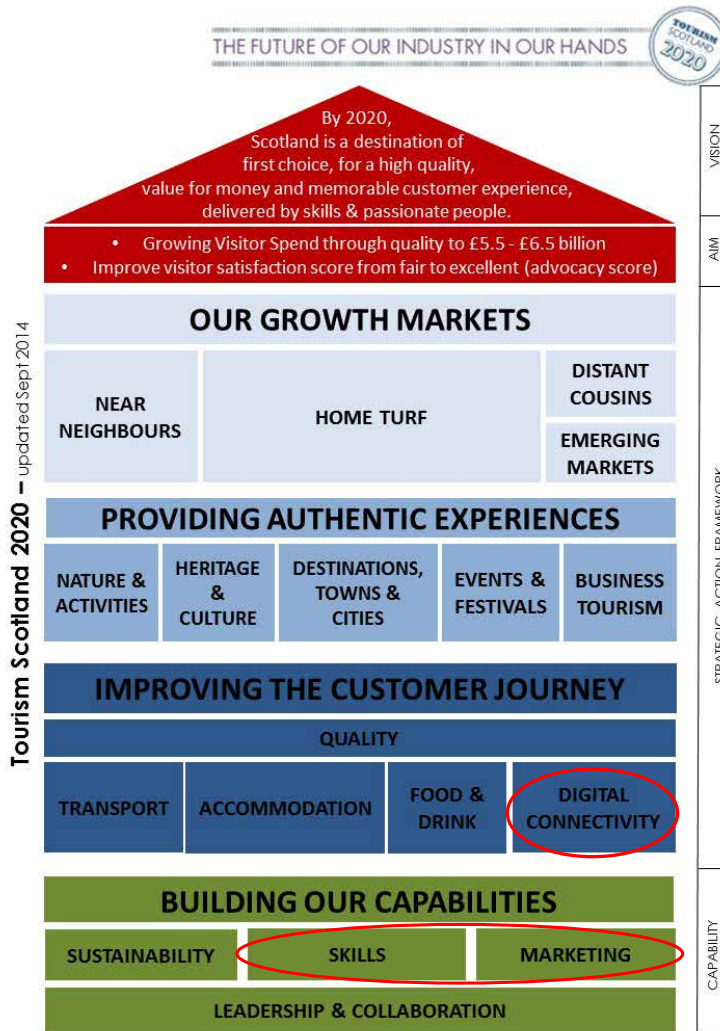 THE FUTURE OF OUR INDUSTRY IN OUR HANDS
TOURISM
SCOTLAND
2020
By 2020,
Scotland is a destination of
first choice, for a high quality,
value for money and memorable customer experience,
delivered by skills & passionate people.
• Growing Visitor Spend through quality to £5.5 - £6.5 billion
• Improve visitor satisfaction score from fair to excellent (advocacy score)
VISION
AIM
OUR GROWTH MARKETS
NEAR
NEIGHBOURS
HOME TURF
DISTANT
COUSINS
EMERGING
MARKETS
PROVIDING AUTHENTIC EXPERIENCES
NATURE &
ACTIVITIES
HERITAGE
&
CULTURE
DESTINATIONS,
TOWNS &
CITIES
EVENTS &
FESTIVALS
BUSINESS
TOURISM
IMPROVING THE CUSTOMER JOURNEY
QUALITY
TRANSPORT
ACCOMMODATION
FOOD &
DRINK
DIGITAL
CONNECTIVITY
STRATEGIC ACTION FRAMEWORK
BUILDING OUR CAPABILITIES
SUSTAINABILITY
SKILLS
MARKETING
LEADERSHIP & COLLABORATION
CAPABILITY
Tourism Scotland 2020 – updated Sept 2014